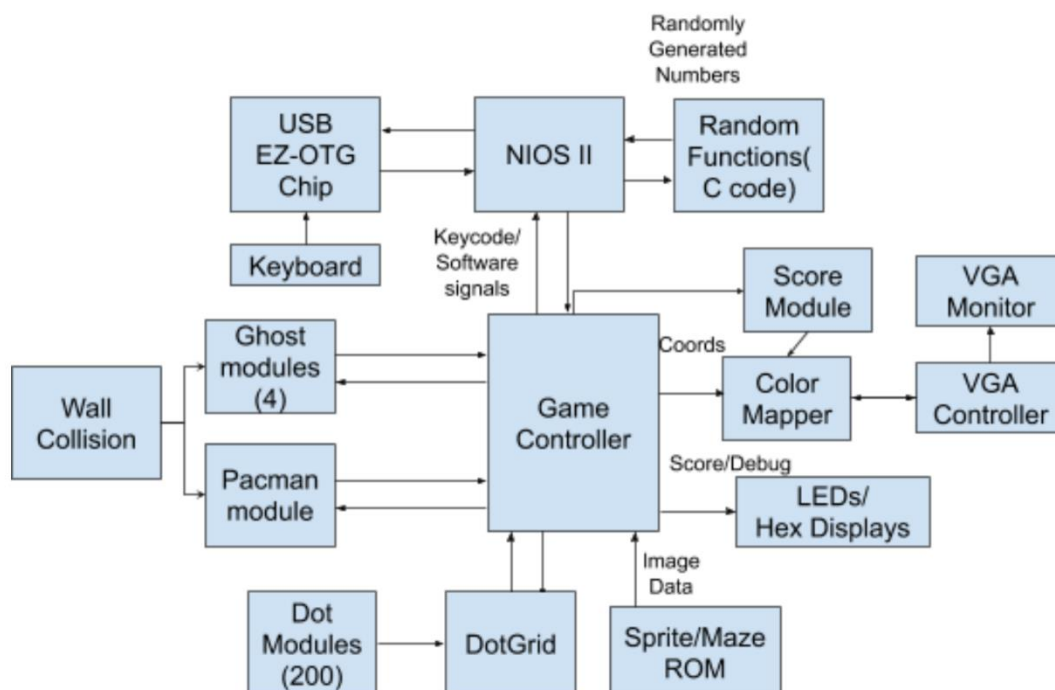 Randomly
Generated
Numbers
USB
EZ-OTG
Chip
NIOS II
Random
Functions(
C code)
Keyboard
Keycode/
Software
signals
Score
Module
VGA
Monitor
Ghost
modules
(4)
Coords
Wall
Collision
Game
Controller
Color
Mapper
VGA
Controller
Pacman
module
Score/Debug
LEDs/
Hex Displays
Image
Data
Dot
Modules
(200)
DotGrid
Sprite/Maze
ROM